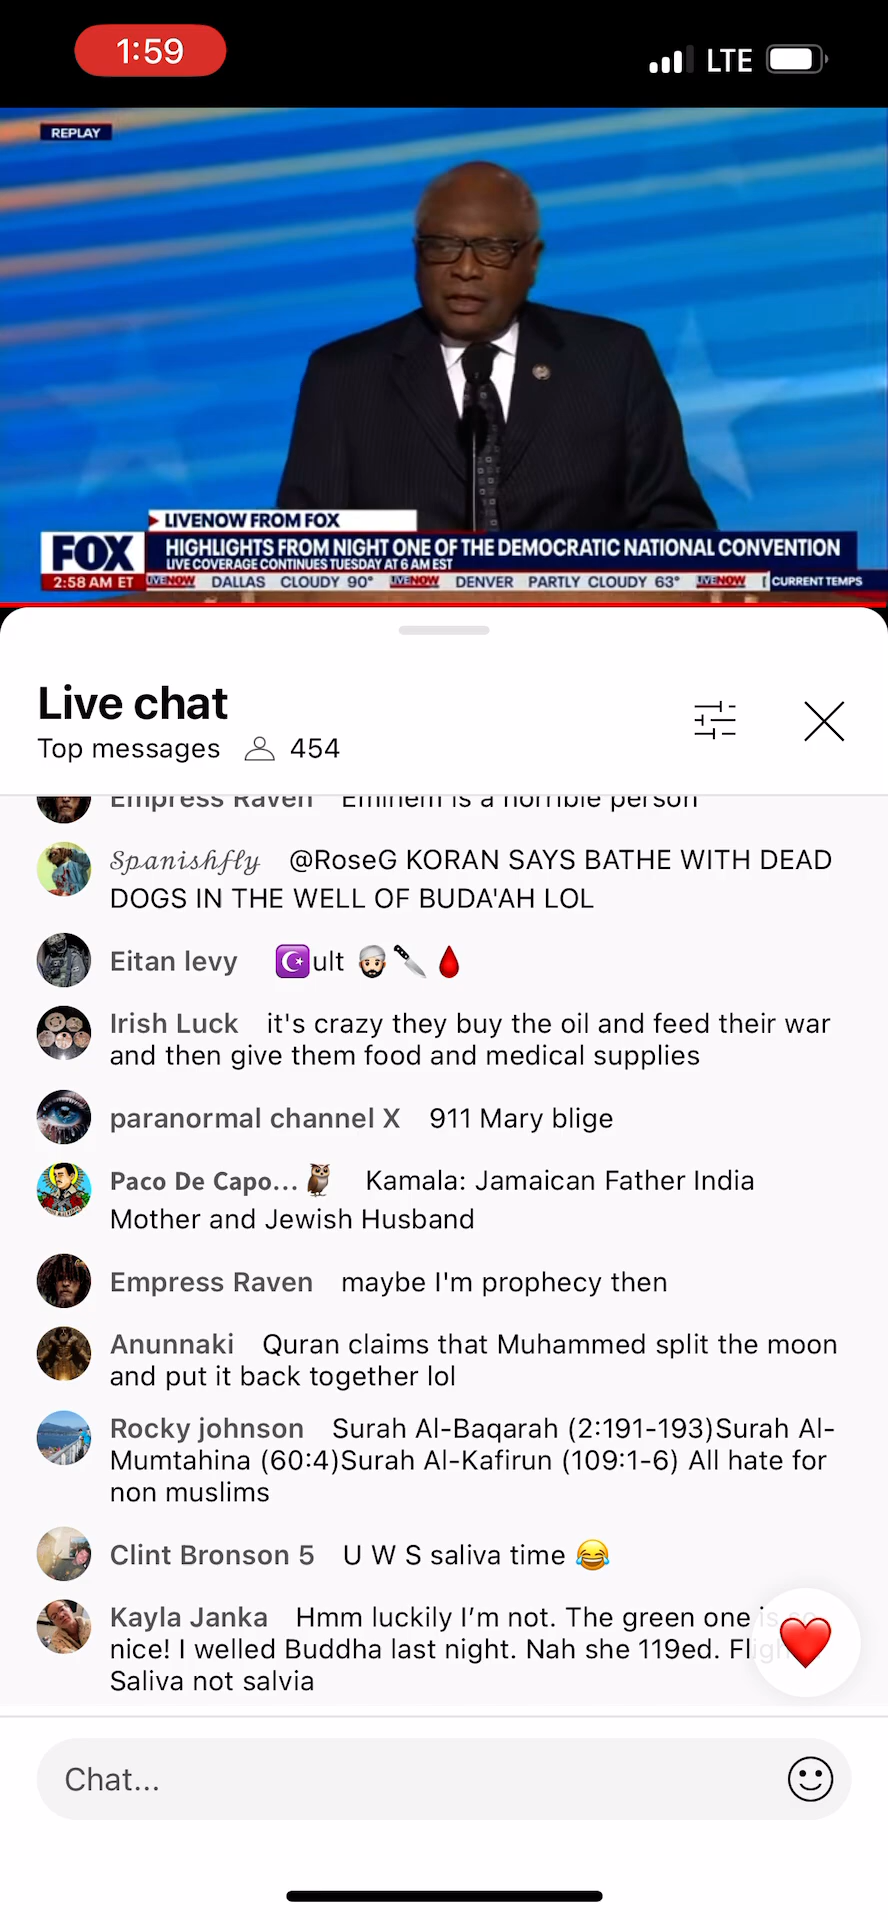 1:59
LTE
REPLAY
LIVENOW FROM FOX
FOX
HIGHLIGHTS FROM NIGHT ONE OF THE DEMOCRATIC NATIONAL CONVENTION
LIVE COVERAGE CONTINUES TUESDAY AT 6 AM EST
2:58 AM ET LIVENOW DALLAS CLOUDY 90° LIVENOW DENVER PARTLY CLOUDY 63° LIVENOW CURRENT TEMPS
Live chat
Top messages 454
Empress Raven Eminem is a horrible person
Spanishfly @RoseG KORAN SAYS BATHE WITH DEAD
DOGS IN THE WELL OF BUDA'AH LOL
Eitan levy ☪️ult 👳🏻‍♂️🔪🩸
Irish Luck it's crazy they buy the oil and feed their war
and then give them food and medical supplies
paranormal channel X 911 Mary blige
Paco De Capo...🦉 Kamala: Jamaican Father India
Mother and Jewish Husband
Empress Raven maybe I'm prophecy then
Anunnaki Quran claims that Muhammed split the moon
and put it back together lol
Rocky johnson Surah Al-Baqarah (2:191-193)Surah Al-
Mumtahina (60:4)Surah Al-Kafirun (109:1-6) All hate for
non muslims
Clint Bronson 5 U W S saliva time 😂
Kayla Janka Hmm luckily I’m not. The green one is so
nice! I welled Buddha last night. Nah she 119ed.
Saliva not salvia
Chat...